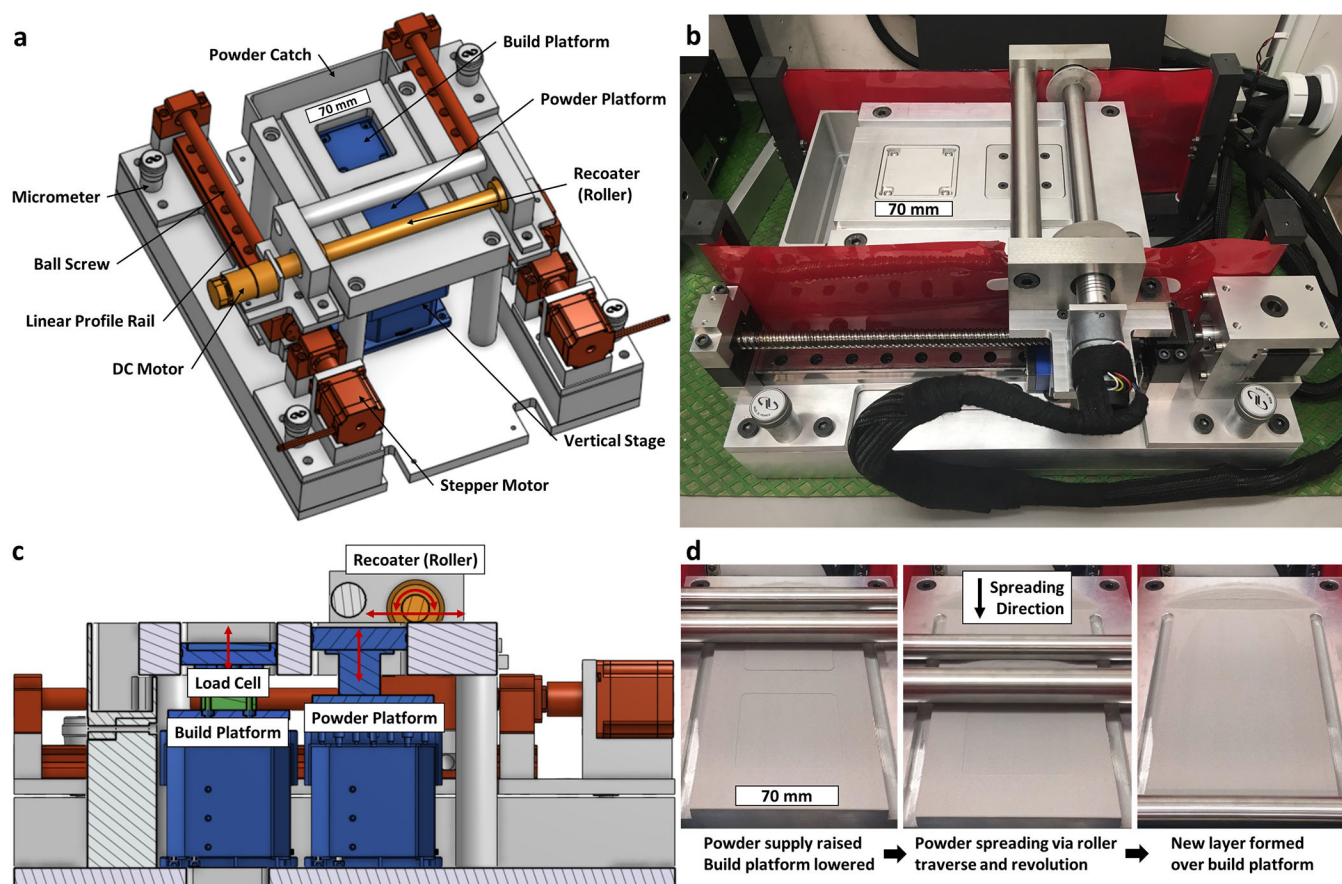 a
Build Platform
Powder Catch
70 mm
Powder Platform
Recoater
(Roller)
Micrometer
Ball Screw
Linear Profile Rail
DC Motor
Vertical Stage
Stepper Motor
b
70 mm
c
Recoater (Roller)
Load Cell
Powder Platform
Build Platform
d
Spreading
Direction
70 mm
Powder supply raised
Build platform lowered
Powder spreading via roller
traverse and revolution
New layer formed
over build platform